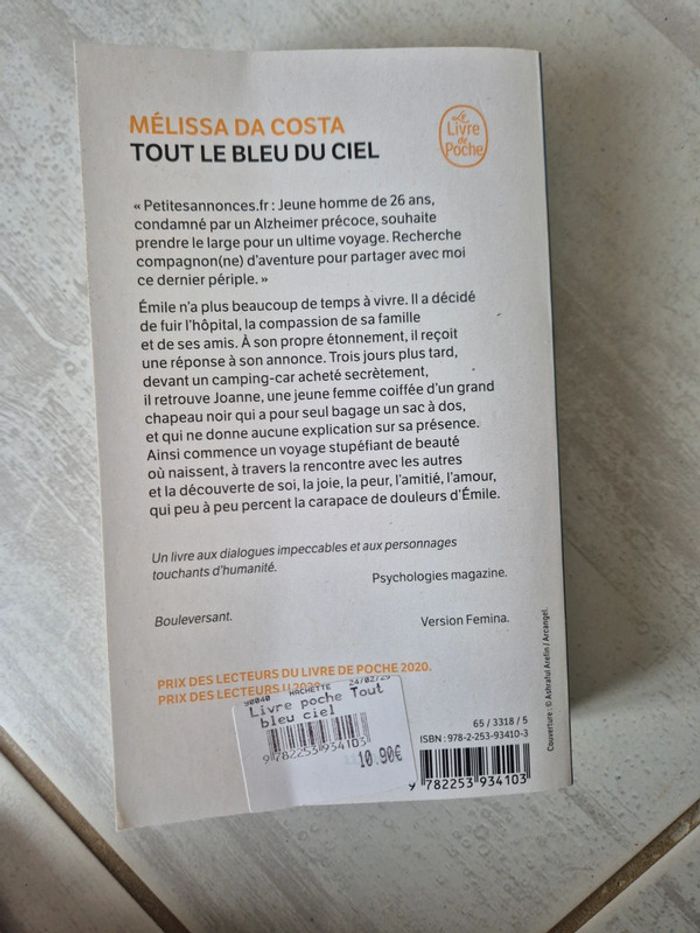 MÉLISSA DA COSTA
TOUT LE BLEU DU CIEL
Le
Livre
de
Poche
« Petitesannonces.fr : Jeune homme de 26 ans,
condamné par un Alzheimer précoce, souhaite
prendre le large pour un ultime voyage. Recherche
compagnon(ne) d'aventure pour partager avec moi
ce dernier périple. »
Émile n'a plus beaucoup de temps à vivre. Il a décidé
de fuir l'hôpital, la compassion de sa famille
et de ses amis. À son propre étonnement, il reçoit
une réponse à son annonce. Trois jours plus tard,
devant un camping-car acheté secrètement,
il retrouve Joanne, une jeune femme coiffée d'un grand
chapeau noir qui a pour seul bagage un sac à dos,
et qui ne donne aucune explication sur sa présence.
Ainsi commence un voyage stupéfiant de beauté
où naissent, à travers la rencontre avec les autres
et la découverte de soi, la joie, la peur, l'amitié, l'amour,
qui peu à peu percent la carapace de douleurs d'Émile.
Un livre aux dialogues impeccables et aux personnages
touchants d'humanité.
Psychologies magazine.
Bouleversant.
Version Femina.
PRIX DES LECTEURS DU LIVRE DE POCHE 2020.
PRIX DES LECTEURS U 2020.
90040 HACHETTE
Livre poche Tout
bleu ciel
9 782253 934103
10.90€
65 / 3318 / 5
ISBN : 978-2-253-93410-3
9 782253 934103
Couverture : © Ashraful Arefin / Arcangel.